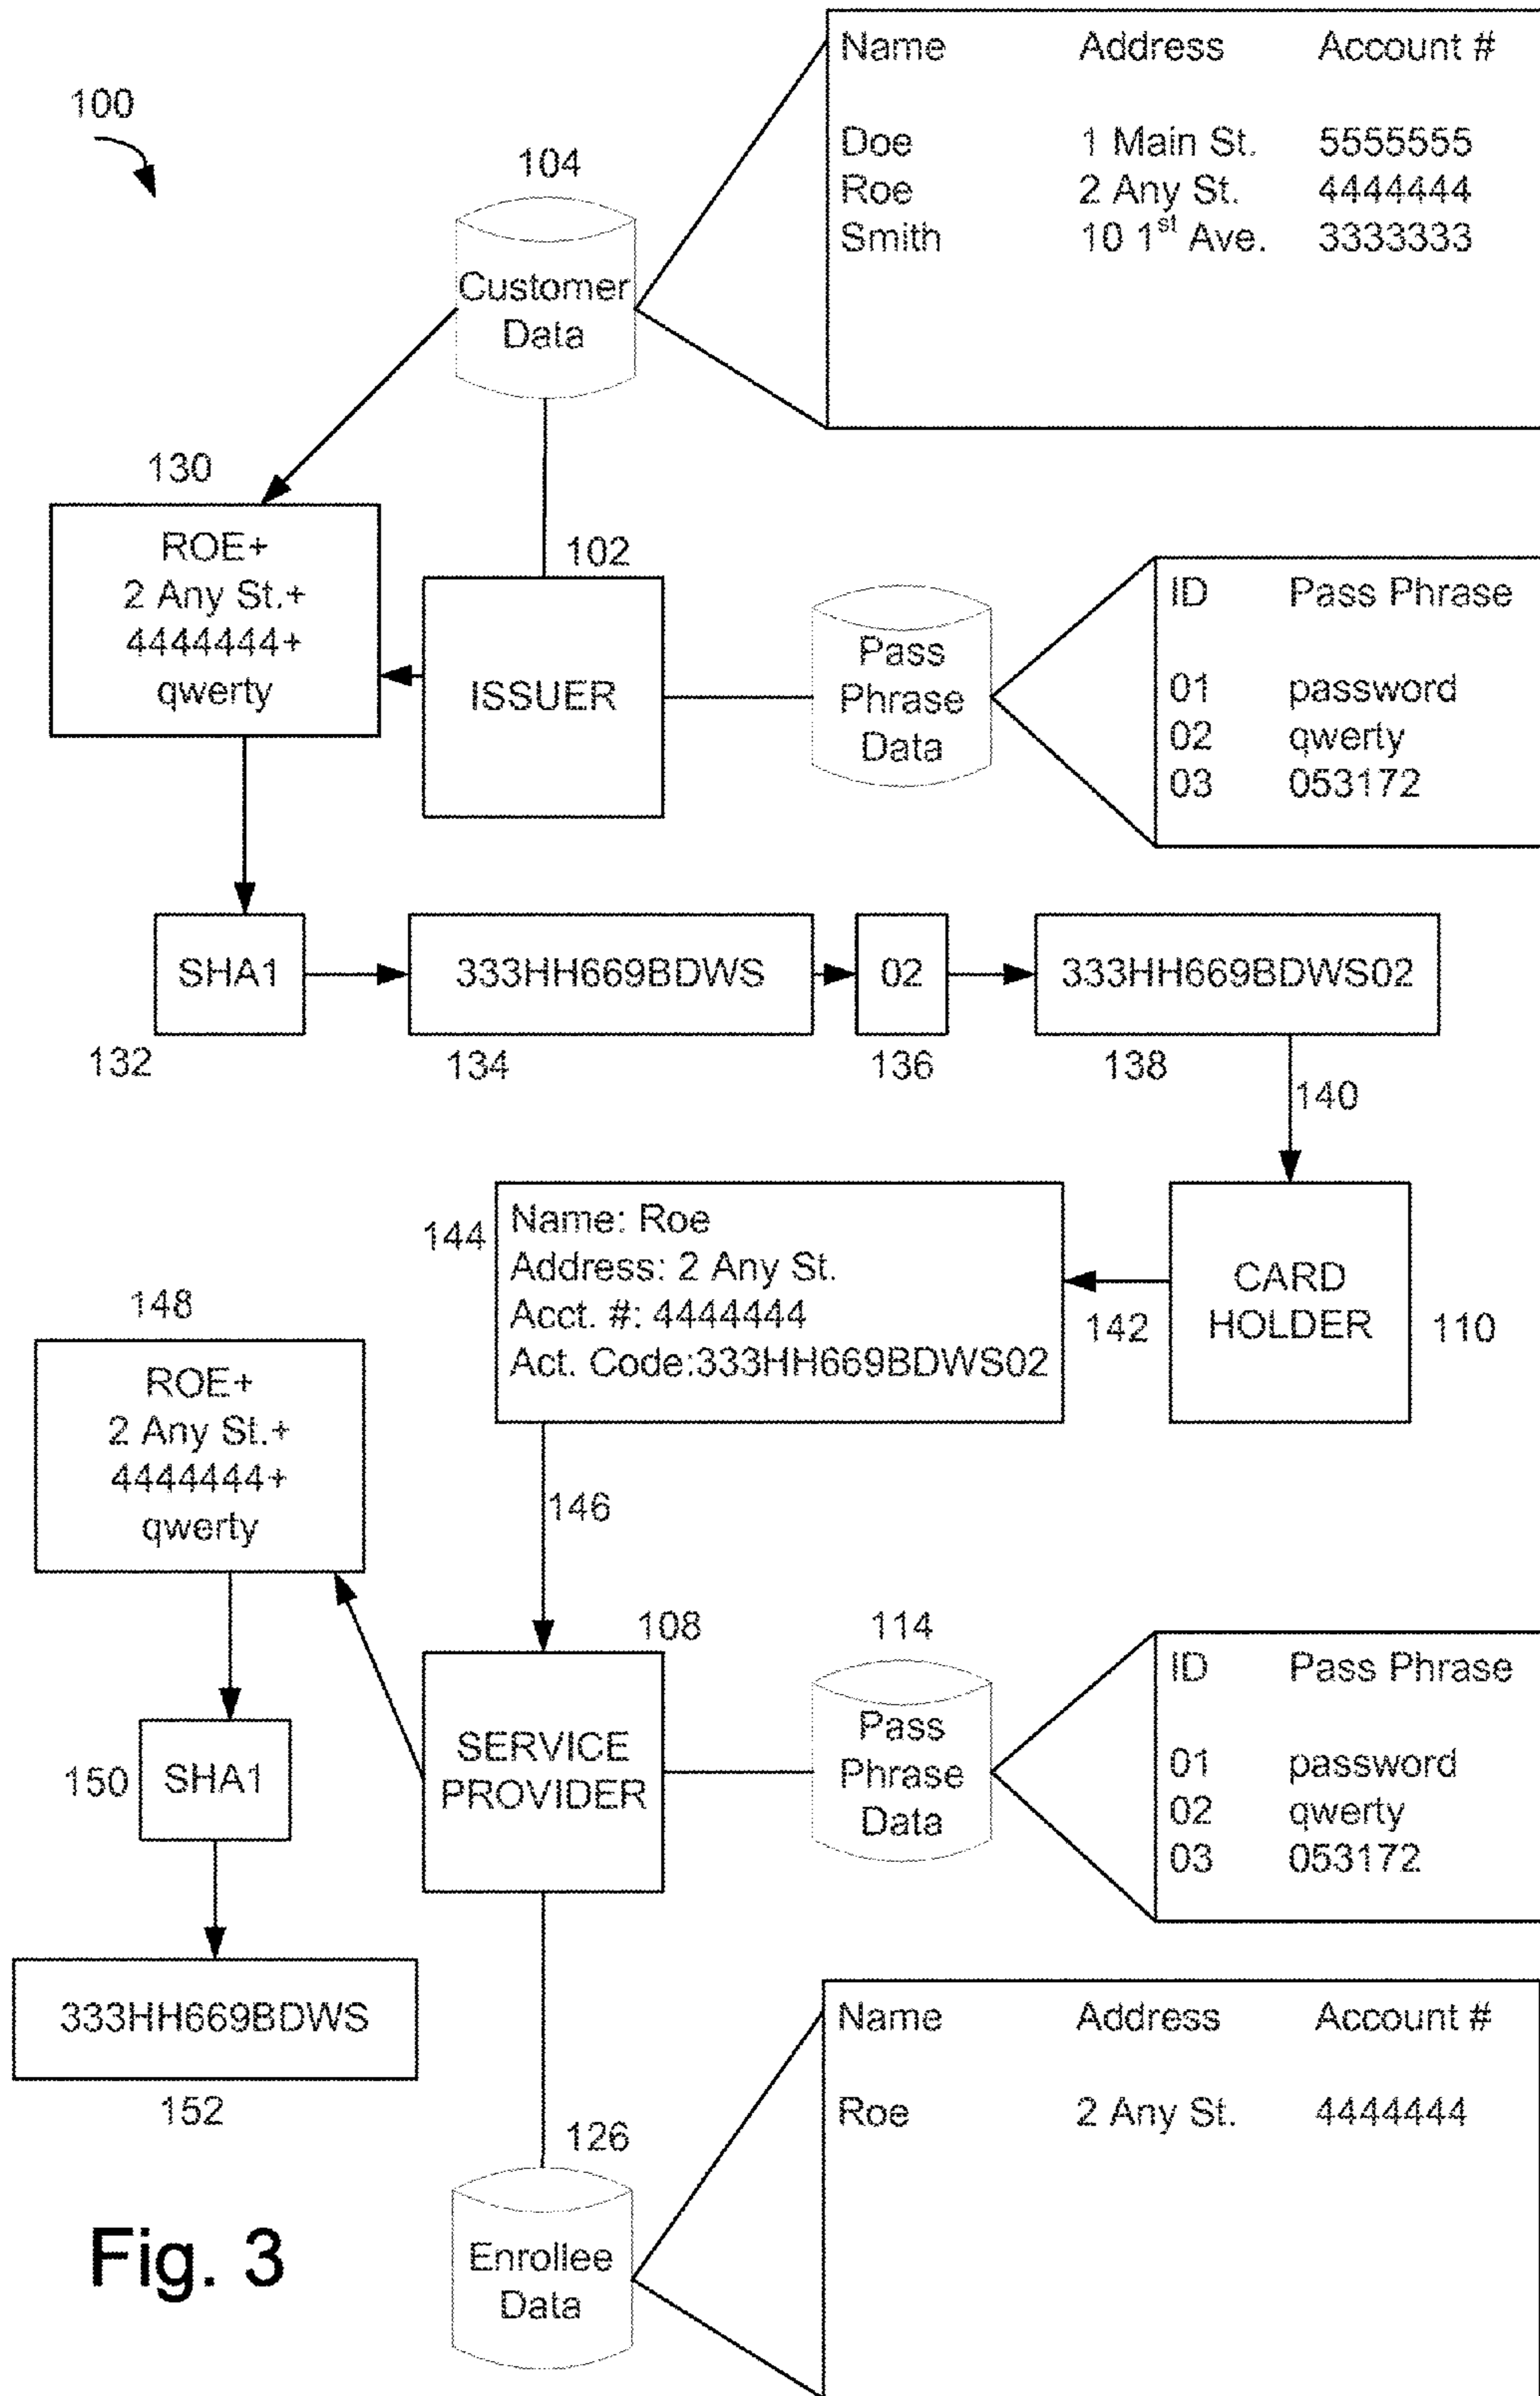 100
104
Customer
Data
Name Address Account #
Doe 1 Main St. 5555555
Roe 2 Any St. 4444444
Smith 10 1st Ave. 3333333
130
ROE+
2 Any St.+
4444444+
qwerty
102
ISSUER
Pass
Phrase
Data
ID Pass Phrase
01 password
02 qwerty
03 053172
SHA1
132
333HH669BDWS
134
02
136
333HH669BDWS02
138
140
CARD
HOLDER
110
142
144
Name: Roe
Address: 2 Any St.
Acct. #: 4444444
Act. Code:333HH669BDWS02
146
148
ROE+
2 Any St.+
4444444+
qwerty
108
SERVICE
PROVIDER
114
Pass
Phrase
Data
ID Pass Phrase
01 password
02 qwerty
03 053172
150
SHA1
333HH669BDWS
152
126
Enrollee
Data
Name Address Account #
Roe 2 Any St. 4444444
Fig. 3